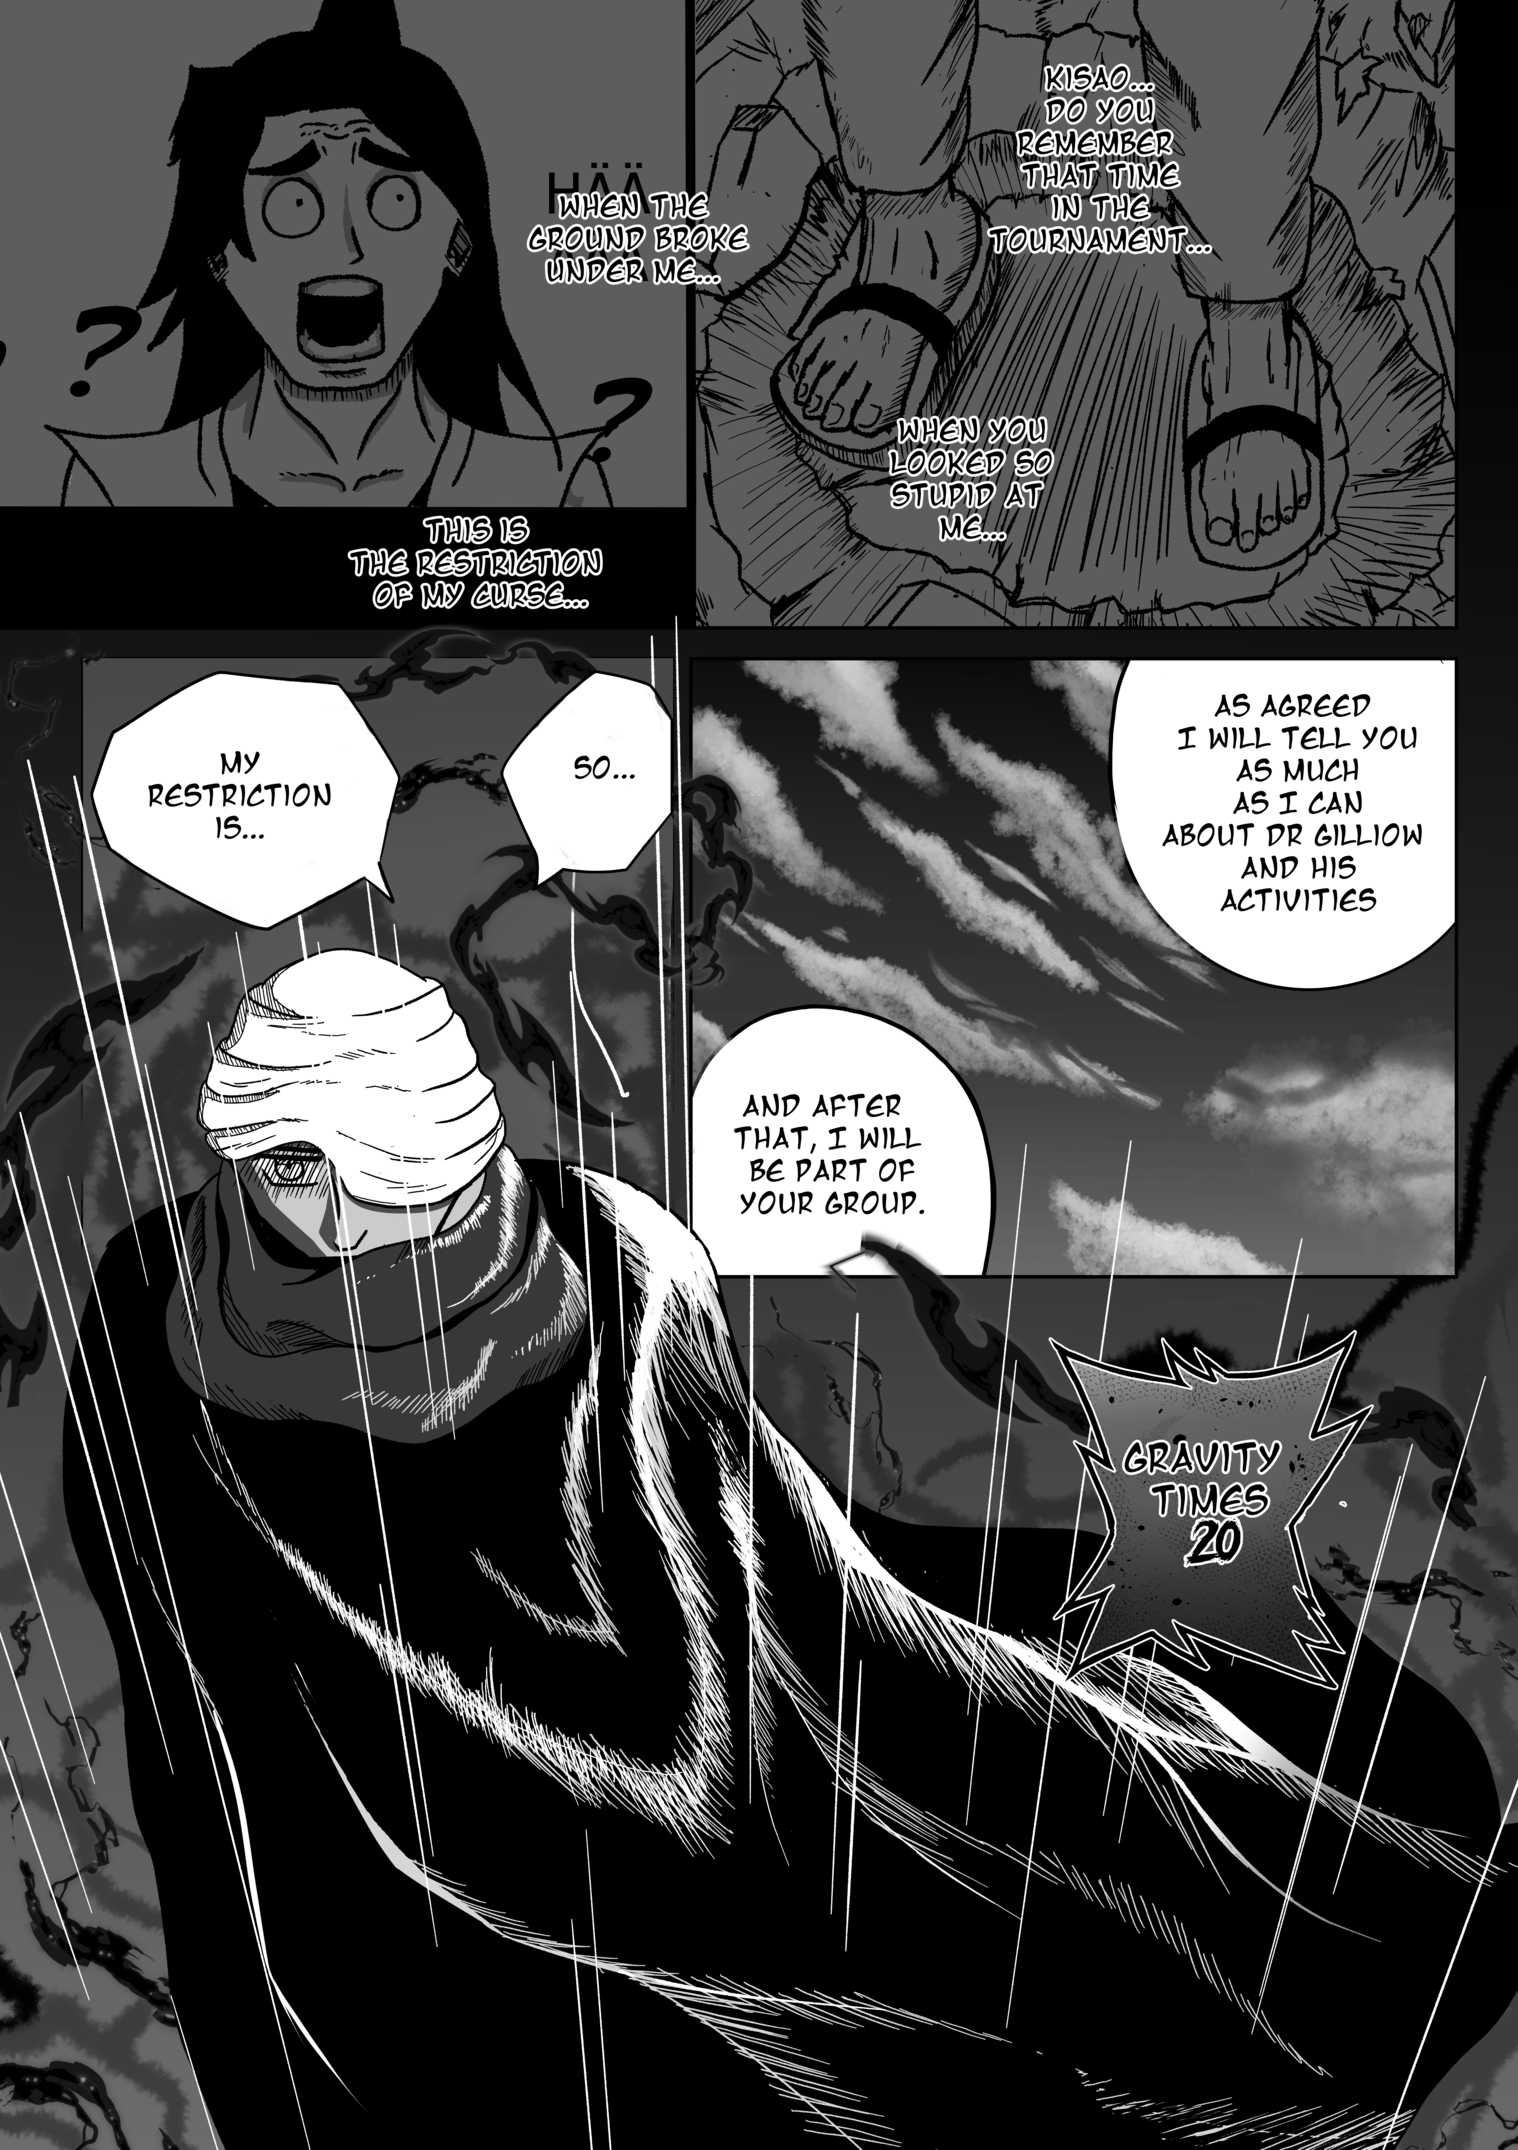 KISAO...
DO YOU
REMEMBER
THAT TIME
IN THE
TOURNAMENT...
WHEN THE
GROUND BROKE
UNDER ME...
HÄÄ
WHEN YOU
LOOKED SO
STUPID AT
ME...
?
?
THIS IS
THE RESTRICTION
OF MY CURSE...
AS AGREED
I WILL TELL YOU
AS MUCH
AS I CAN
ABOUT DR GILLIOW
AND HIS
ACTIVITIES
AND AFTER
THAT, I WILL
BE PART OF
YOUR GROUP.
SO...
MY
RESTRICTION
IS...
GRAVITY
TIMES
20